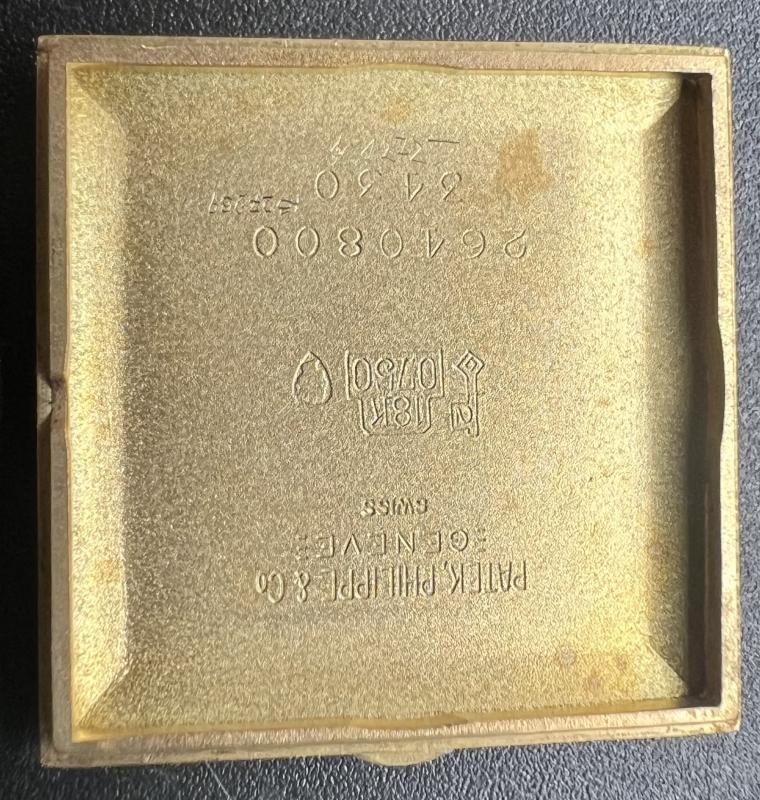 PATEK, PHILIPPE & Co
GENEVE
SWISS
18K
0.750
2640800
3430